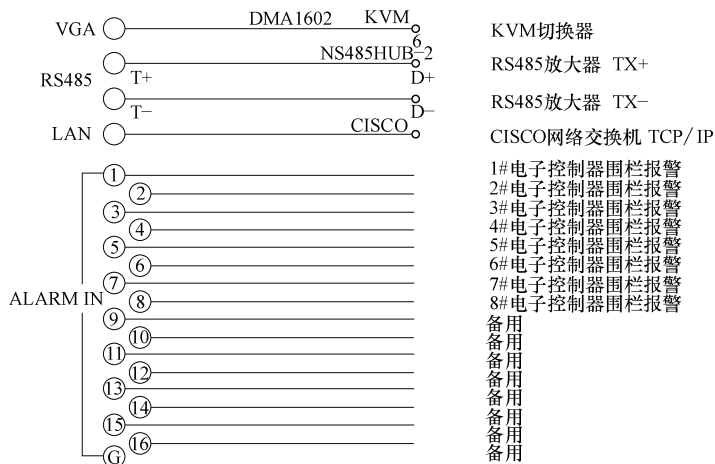 VGA DMA1602 KVM KVM切换器
6
NS485HUB-2 RS485放大器 TX+
RS485 T+ D+
T- D- RS485放大器 TX-
LAN CISCO CISCO网络交换机 TCP/IP
1 1#电子控制器围栏报警
2 2#电子控制器围栏报警
3 3#电子控制器围栏报警
4 4#电子控制器围栏报警
5 5#电子控制器围栏报警
6 6#电子控制器围栏报警
7 7#电子控制器围栏报警
ALARM IN 8 8#电子控制器围栏报警
9 备用
10 备用
11 备用
12 备用
13 备用
14 备用
15 备用
16 备用
G